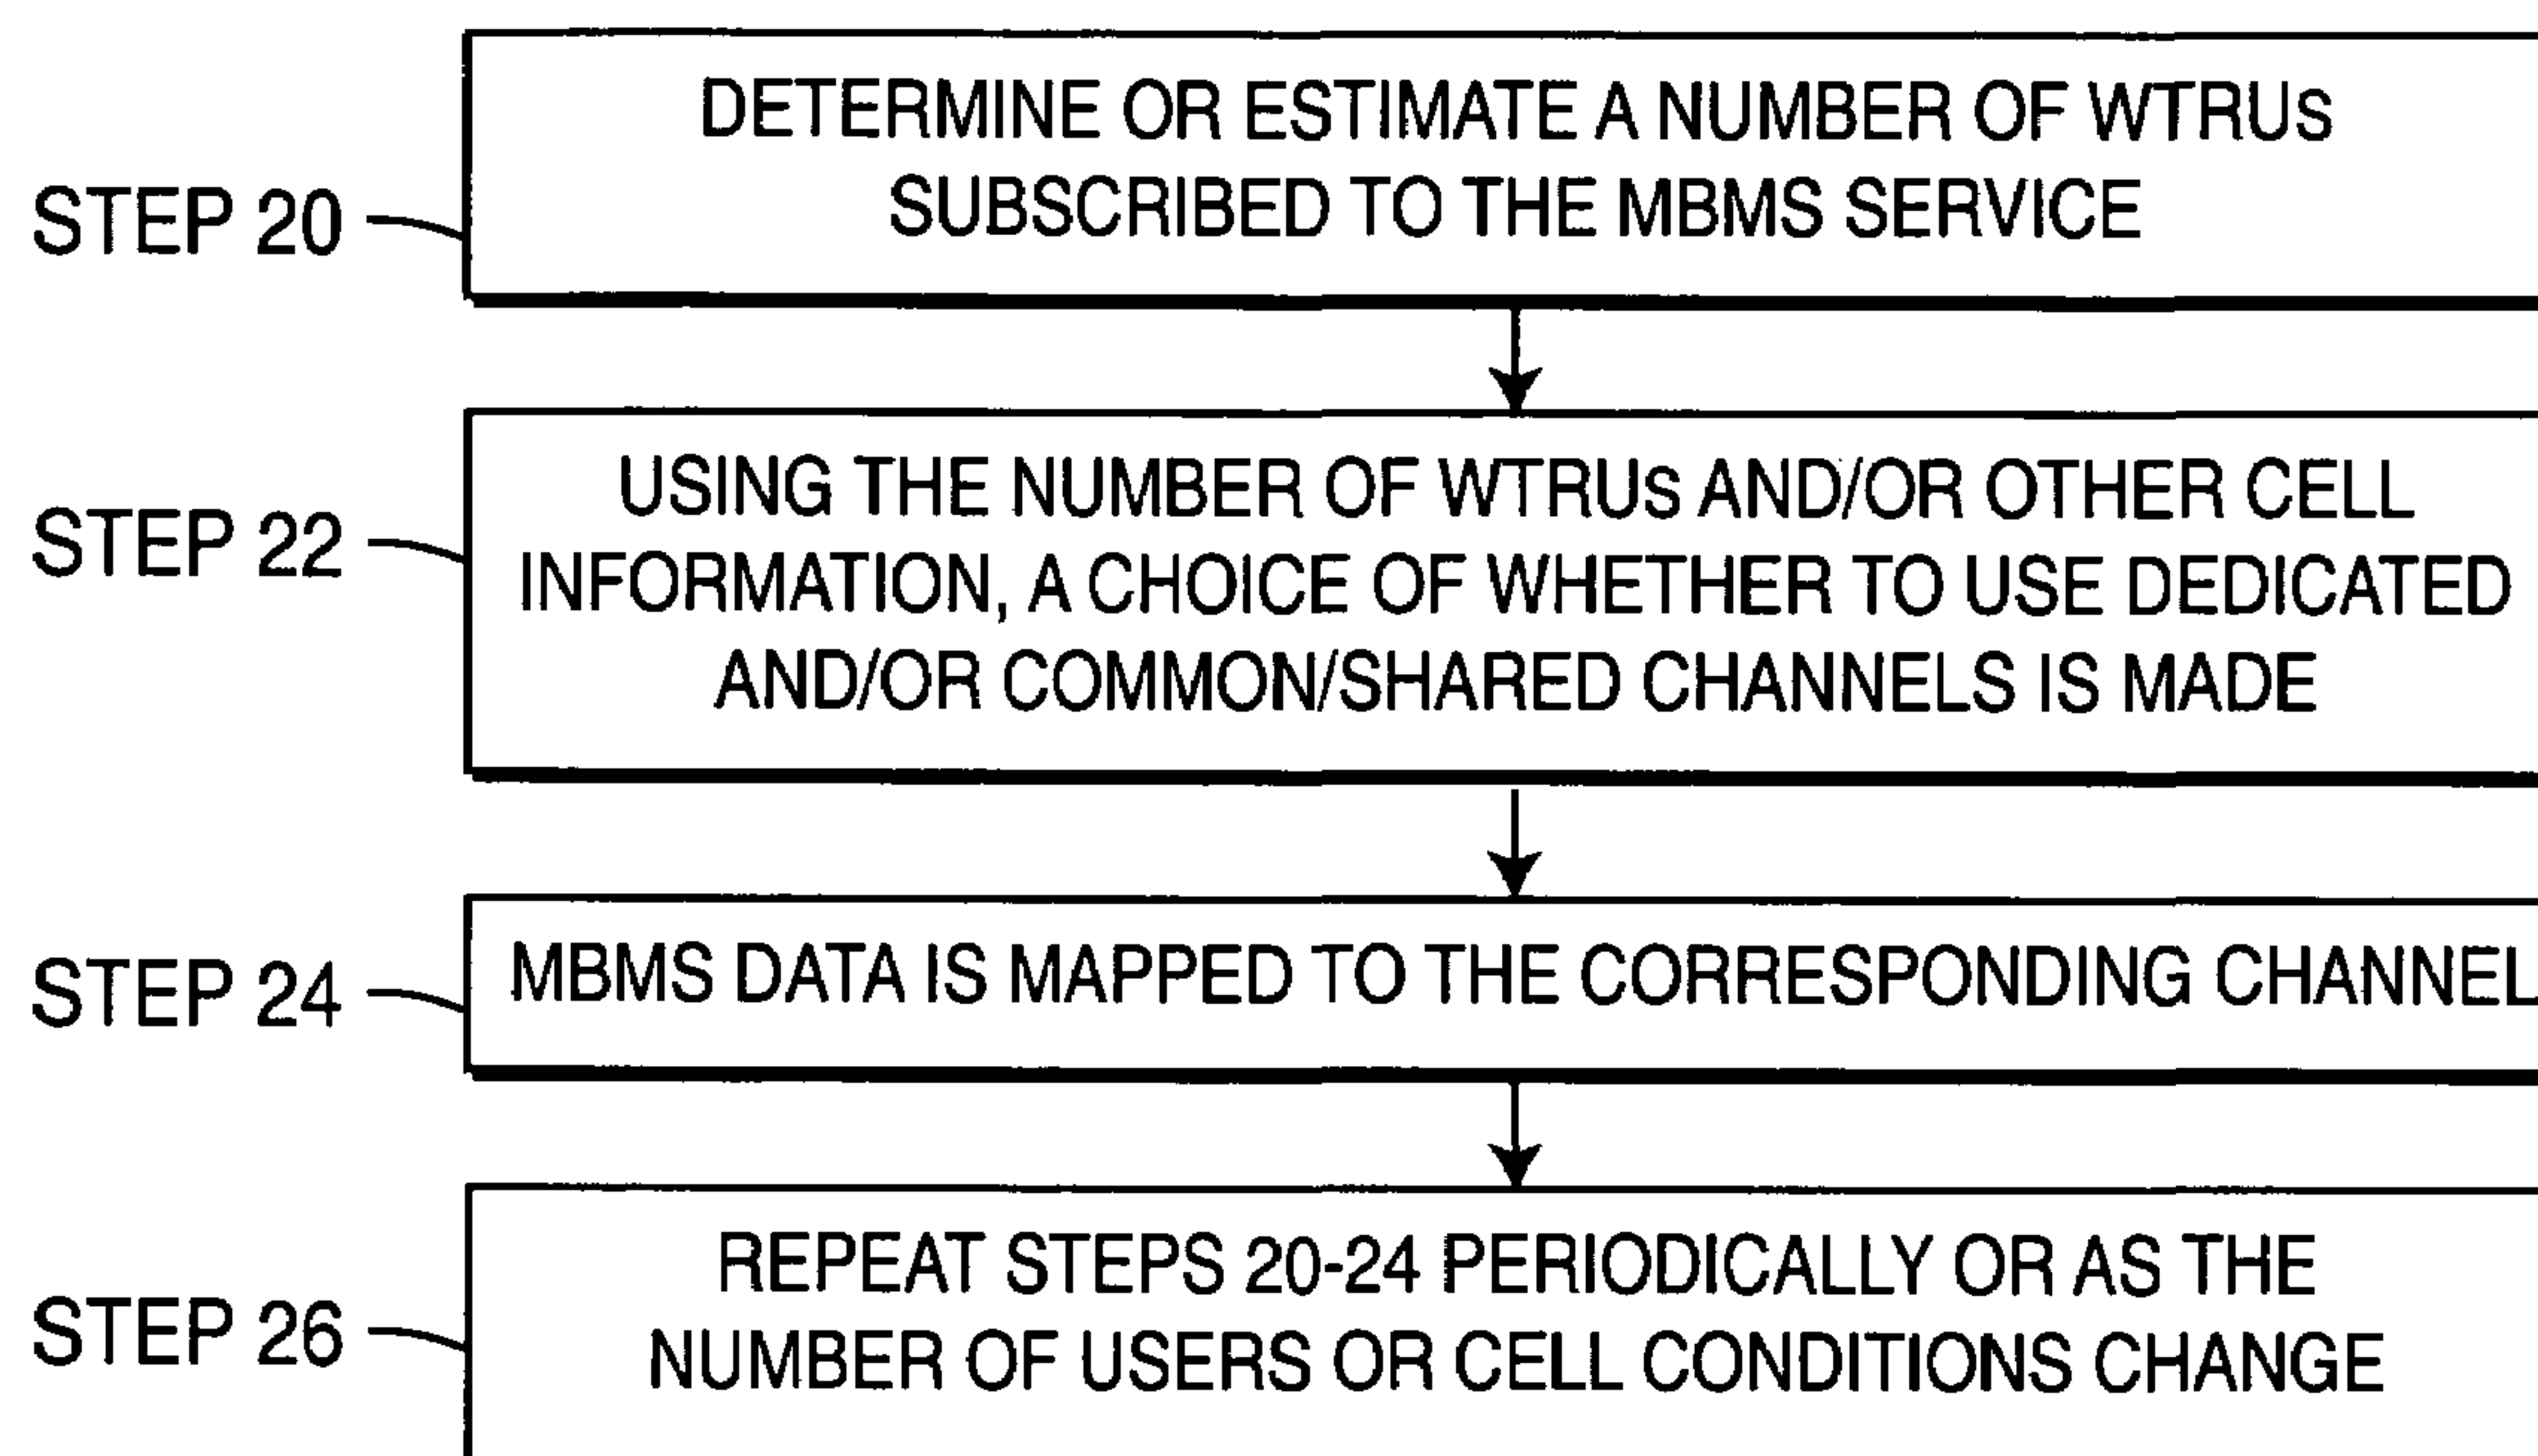 DETERMINE OR ESTIMATE A NUMBER OF WTRUs
SUBSCRIBED TO THE MBMS SERVICE
STEP 20
USING THE NUMBER OF WTRUs AND/OR OTHER CELL
INFORMATION, A CHOICE OF WHETHER TO USE DEDICATED
AND/OR COMMON/SHARED CHANNELS IS MADE
STEP 22
MBMS DATA IS MAPPED TO THE CORRESPONDING CHANNEL
STEP 24
REPEAT STEPS 20-24 PERIODICALLY OR AS THE
NUMBER OF USERS OR CELL CONDITIONS CHANGE
STEP 26